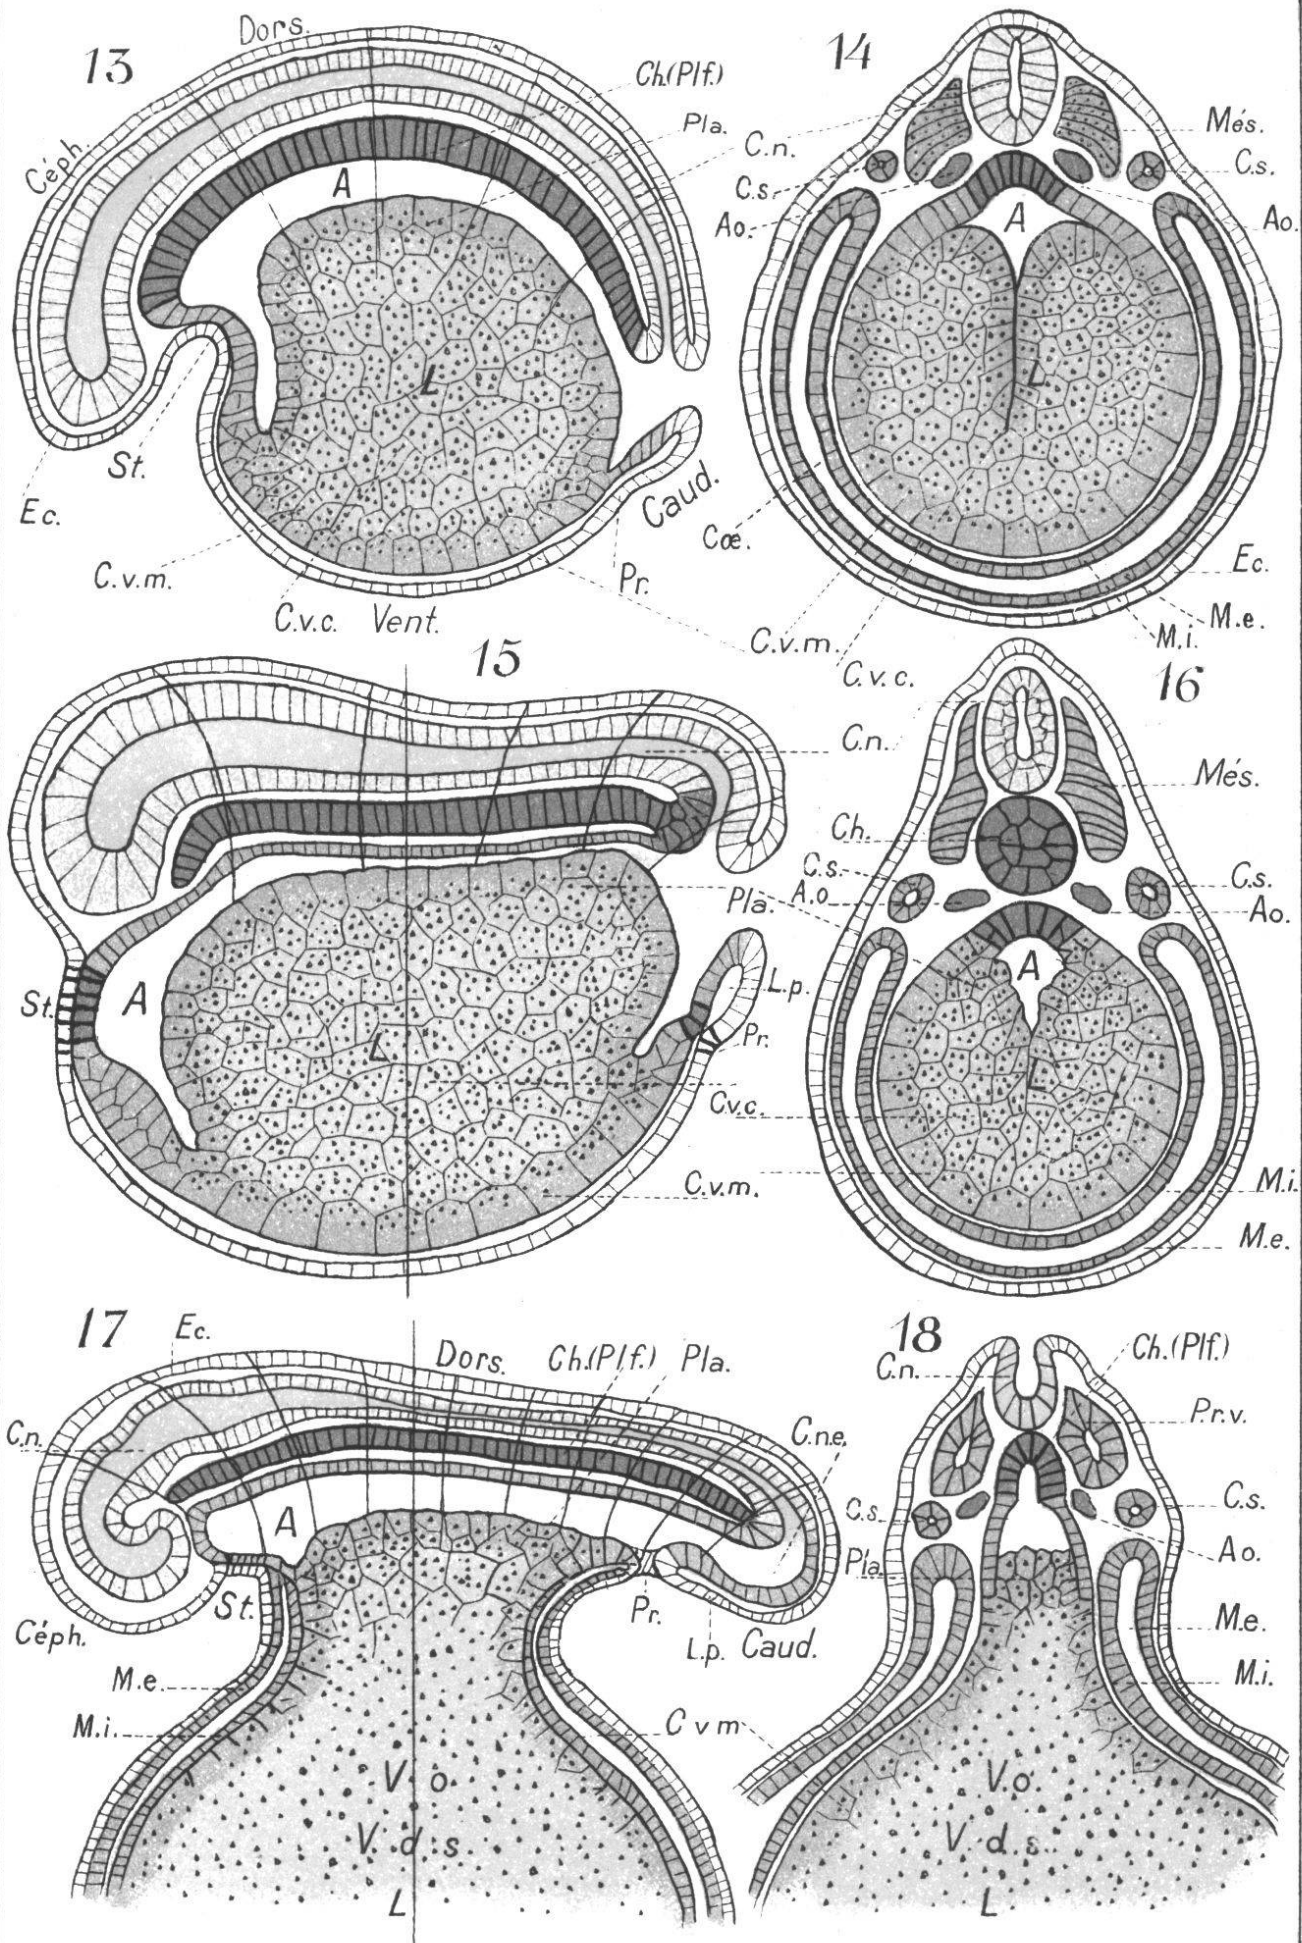 13
Dors.
Céph.
Ch.(Plf.)
Pla.
A
L
St.
Ec.
C.v.m.
C.v.c.
Vent.
Pr.
Caud.
14
C.n.
Més.
C.s.
C.s.
Ao.
Ao.
A
L
Cœ.
Ec.
M.e.
M.i.
C.v.m.
C.v.c.
15
C.n.
Pla.
St.
A
L
L.p.
Pr.
C.v.c.
C.v.m.
16
Més.
Ch.
C.s.
C.s.
A.o
Ao.
A
L
M.i.
M.e.
17
Ec.
Dors.
Ch.(Plf.)
Pla.
C.n.
C.n.e.
A
St.
Céph.
Pr.
L.p.
Caud.
M.e.
M.i.
C v m
V. o.
V. d. s.
L
18
C.n.
Ch.(Plf.)
P.r.v.
C.s.
C.s.
Pla.
Ao.
M.e.
M.i.
V.o.
V. d. s.
L